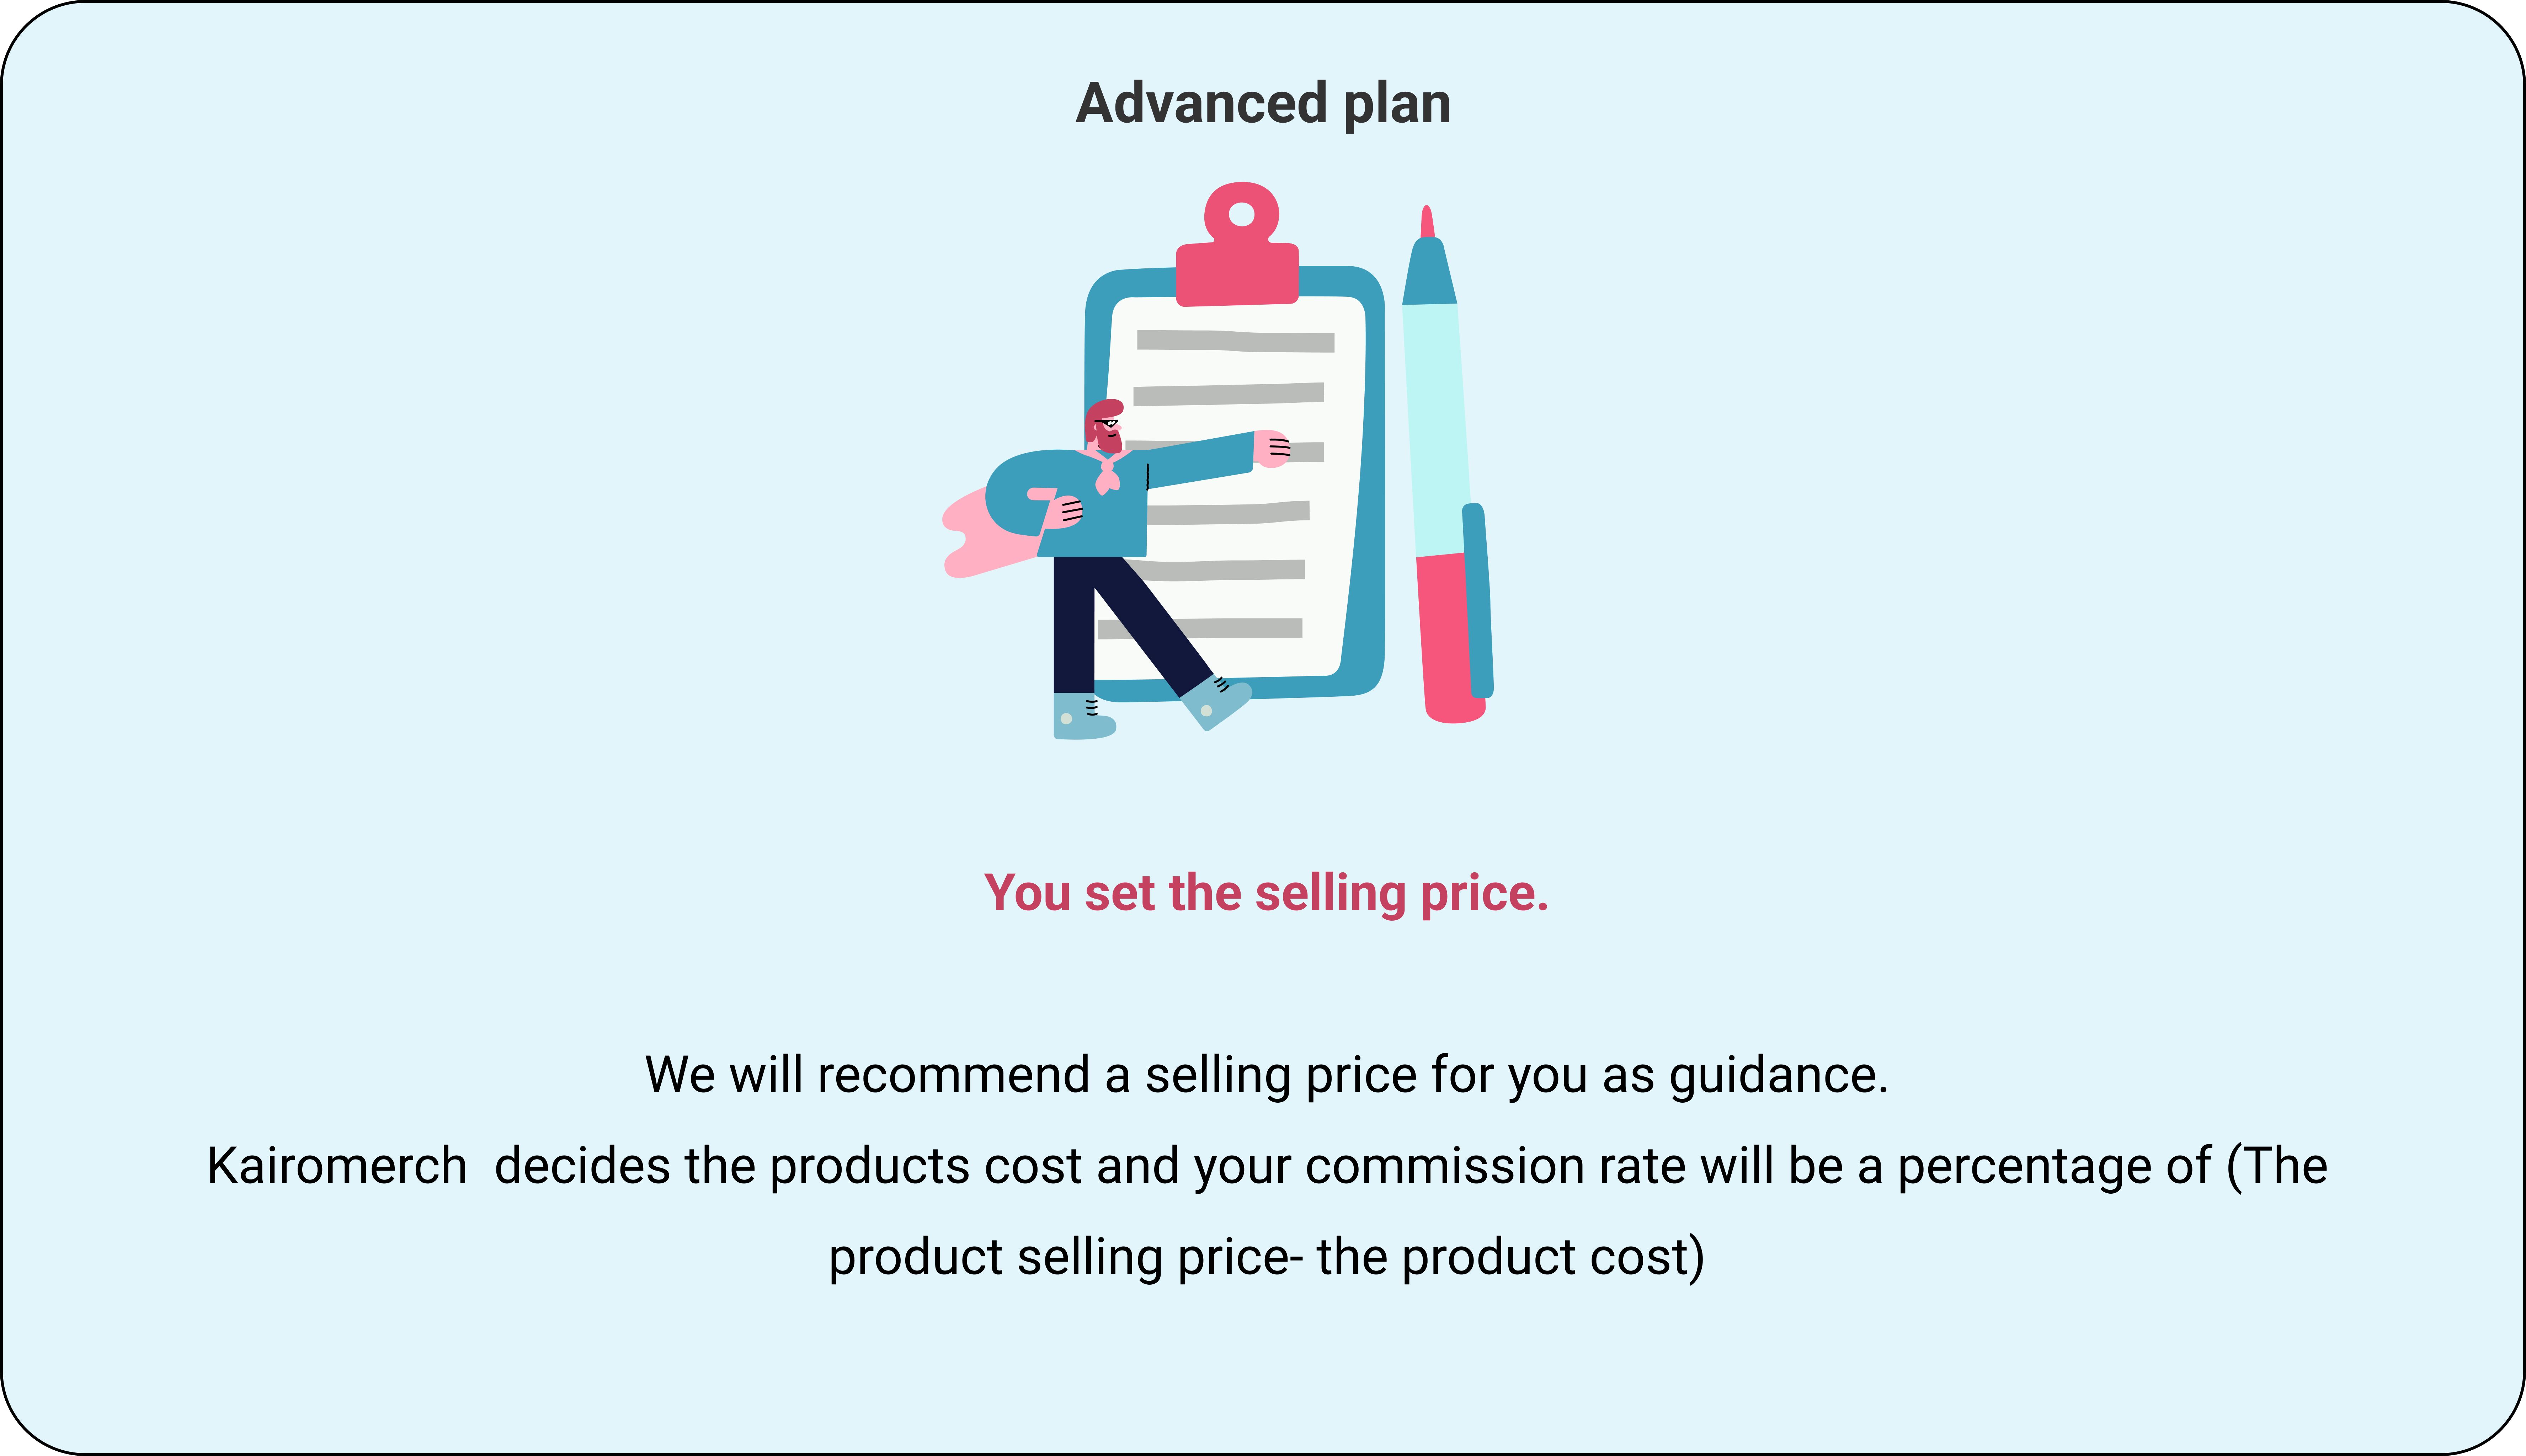 Advanced plan
You set the selling price.
We will recommend a selling price for you as guidance.
Kairomerch  decides the products cost and your commission rate will be a percentage of (The
product selling price- the product cost)